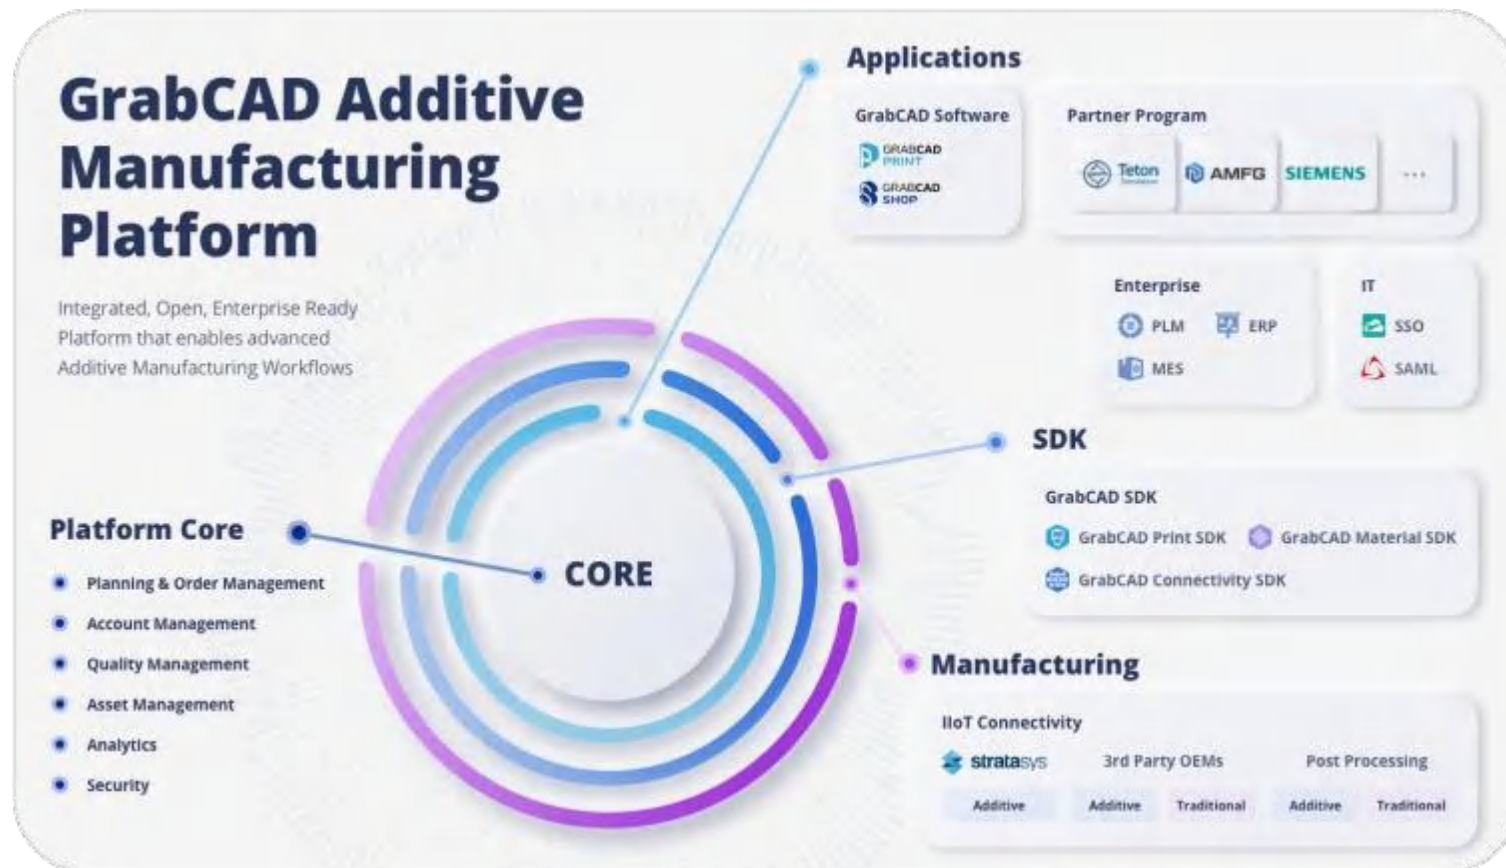 GrabCAD Additive
Manufacturing
Platform
Integrated, Open, Enterprise Ready
Platform that enables advanced
Additive Manufacturing Workflows
Platform Core
Planning & Order Management
Account Management
Quality Management
Asset Management
Analytics
Security
CORE
Applications
GrabCAD Software
GRABCAD
PRINT
GRABCAD
SHOP
Partner Program
Teton
AMFG
SIEMENS
...
Enterprise
PLM
ERP
MES
IT
SSO
SAML
SDK
GrabCAD SDK
GrabCAD Print SDK
GrabCAD Material SDK
GrabCAD Connectivity SDK
Manufacturing
IIoT Connectivity
stratasys
3rd Party OEMs
Post Processing
Additive
Additive
Traditional
Additive
Traditional